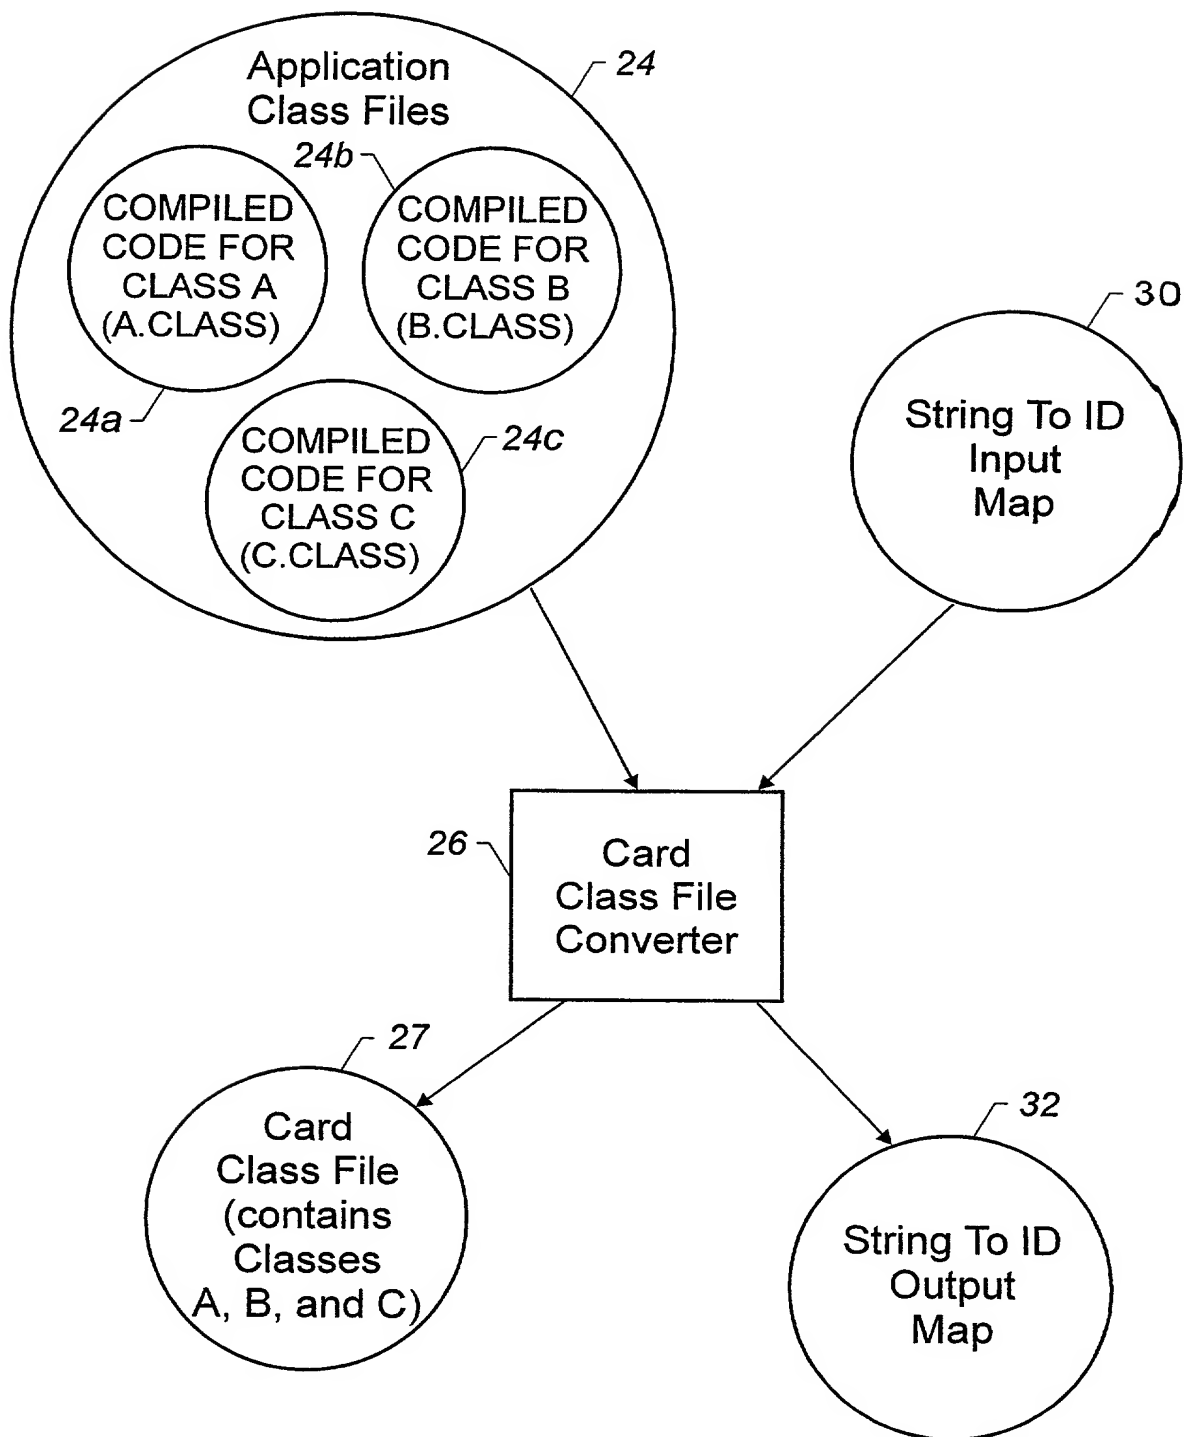 Application
Class Files
24
24b
COMPILED
CODE FOR
CLASS A
(A.CLASS)
COMPILED
CODE FOR
CLASS B
(B.CLASS)
24a
COMPILED
CODE FOR
CLASS C
(C.CLASS)
24c
30
String To ID
Input
Map
26
Card
Class File
Converter
27
Card
Class File
(contains
Classes
A, B, and C)
32
String To ID
Output
Map